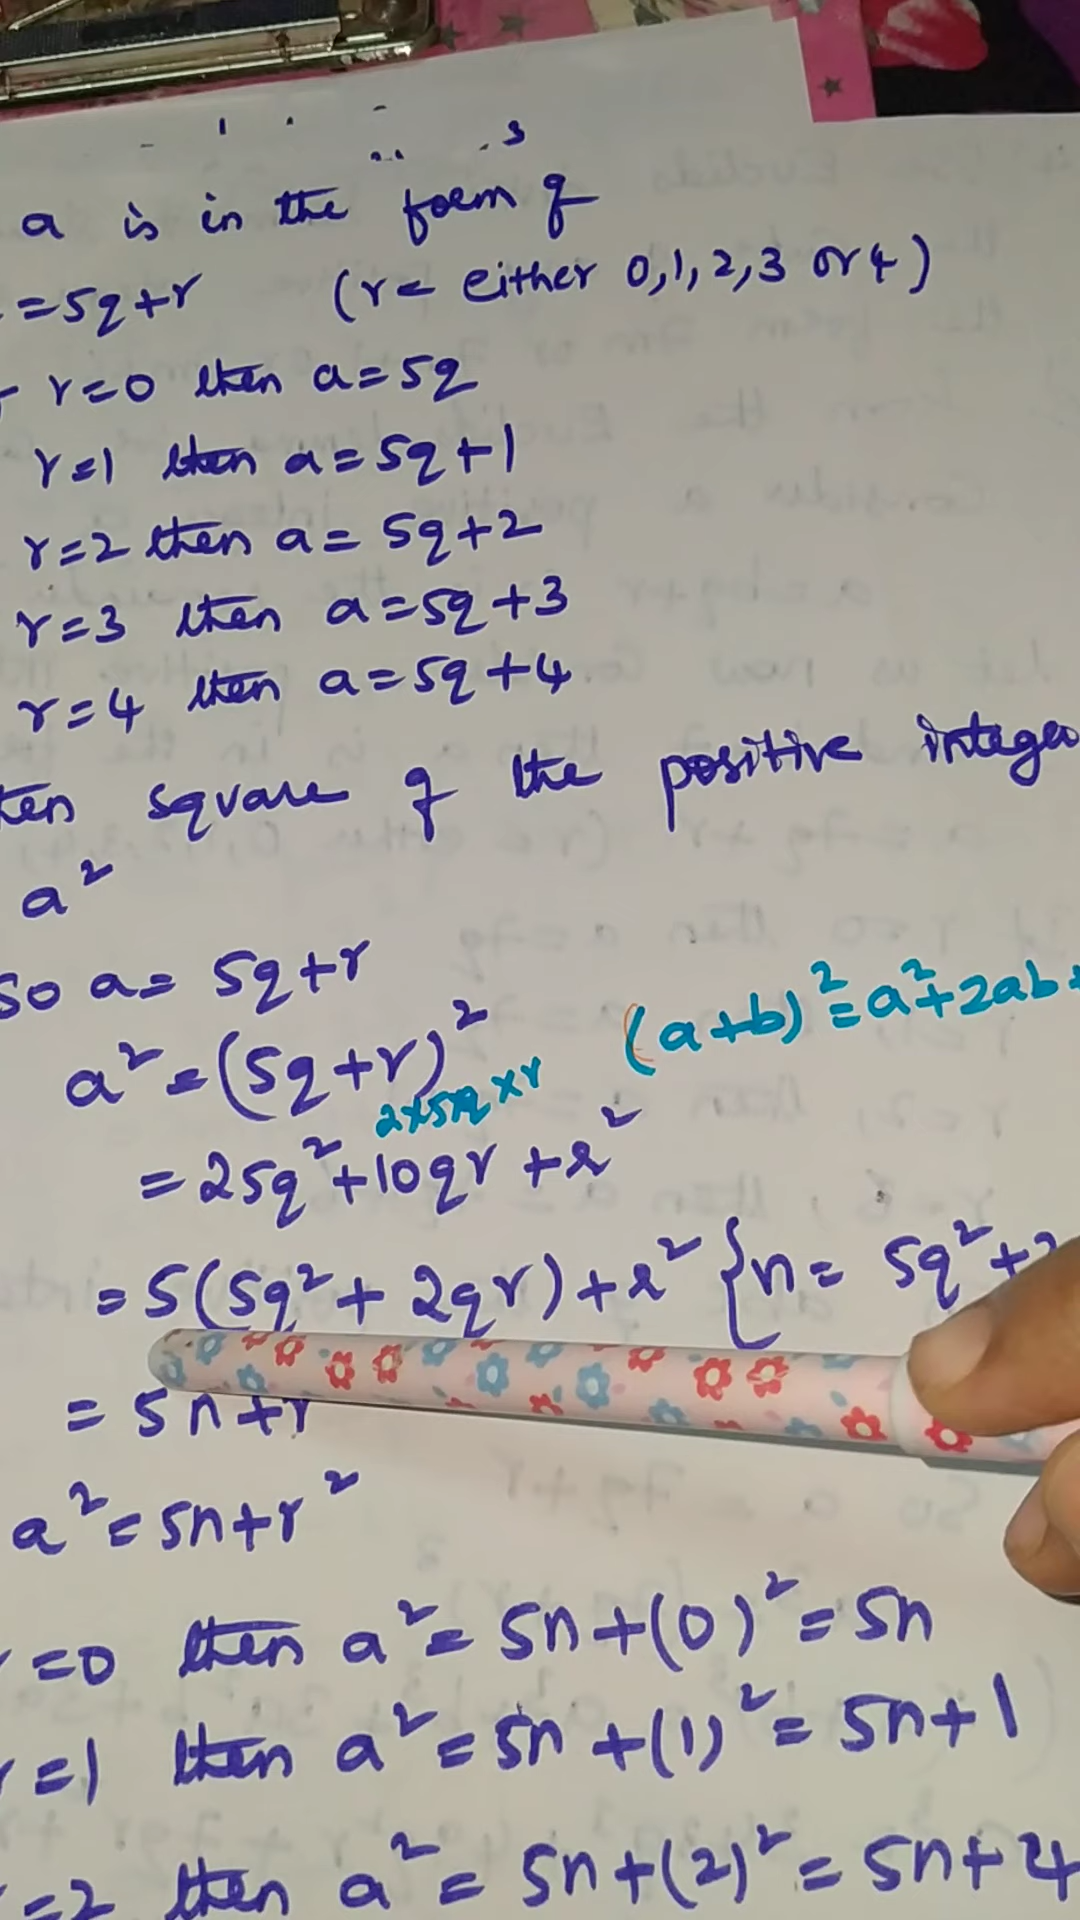 a is in the form of
=5q+r (r= either 0,1,2,3 or 4)
r=0 then a=5q
r=1 then a=5q+1
r=2 then a= 5q+2
r=3 then a=5q+3
r=4 then a=5q+4
square of the positive
a²
so a= 5q+r
a²=(5q+r)² (a+b)²=a²+2ab+
2×5q×r
=25q²+10qr+r²
=5(5q²+2qr)+r² {n= 5q²+2
= 5n+r
a²=5n+r²
r=0 then a²=5n+(0)²=5n
r=1 then a²=5n+(1)²=5n+1
r=2 then a²=5n+(2)²=5n+4